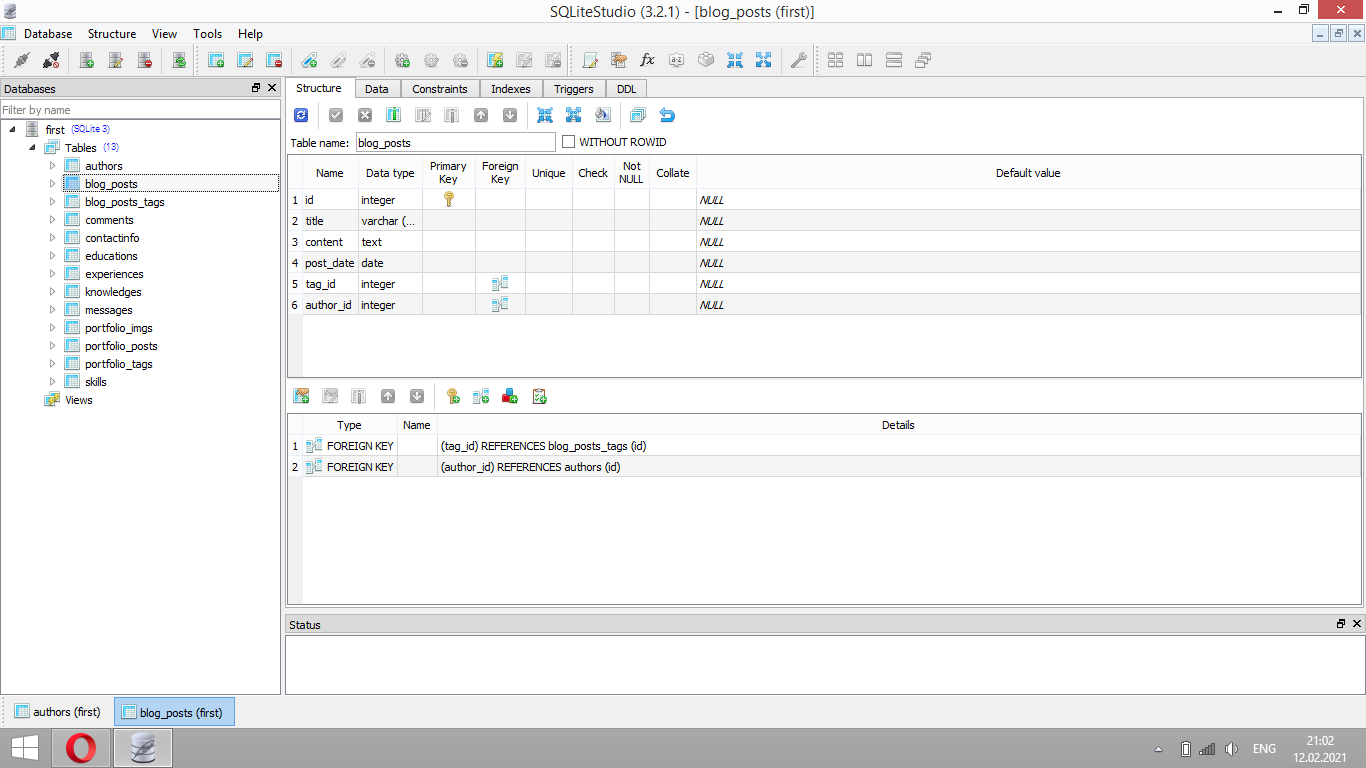 SQLiteStudio (3.2.1) - [blog_posts (first)]
Database Structure View Tools Help
Databases
Filter by name
first (SQLite 3)
Tables (13)
authors
blog_posts
blog_posts_tags
comments
contactinfo
educations
experiences
knowledges
messages
portfolio_imgs
portfolio_posts
portfolio_tags
skills
Views
Structure Data Constraints Indexes Triggers DDL
Table name: blog_posts WITHOUT ROWID
Name Data type Primary Key Foreign Key Unique Check Not NULL Collate Default value
1 id integer NULL
2 title varchar (... NULL
3 content text NULL
4 post_date date NULL
5 tag_id integer NULL
6 author_id integer NULL
Type Name Details
1 FOREIGN KEY (tag_id) REFERENCES blog_posts_tags (id)
2 FOREIGN KEY (author_id) REFERENCES authors (id)
Status
authors (first) blog_posts (first)
ENG
21:02
12.02.2021